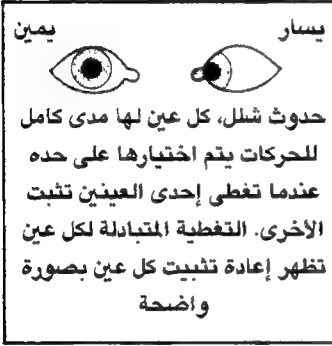 يسار يمين
حدوث شلل، كل عين لها مدى كامل
للحركات يتم اختيارها على حده
عندما تغطى إحدى العينين تثبت
الأخرى. التغطية المتبادلة لكل عين
تظهر إعادة تثبيت كل عين بصورة
واضحة